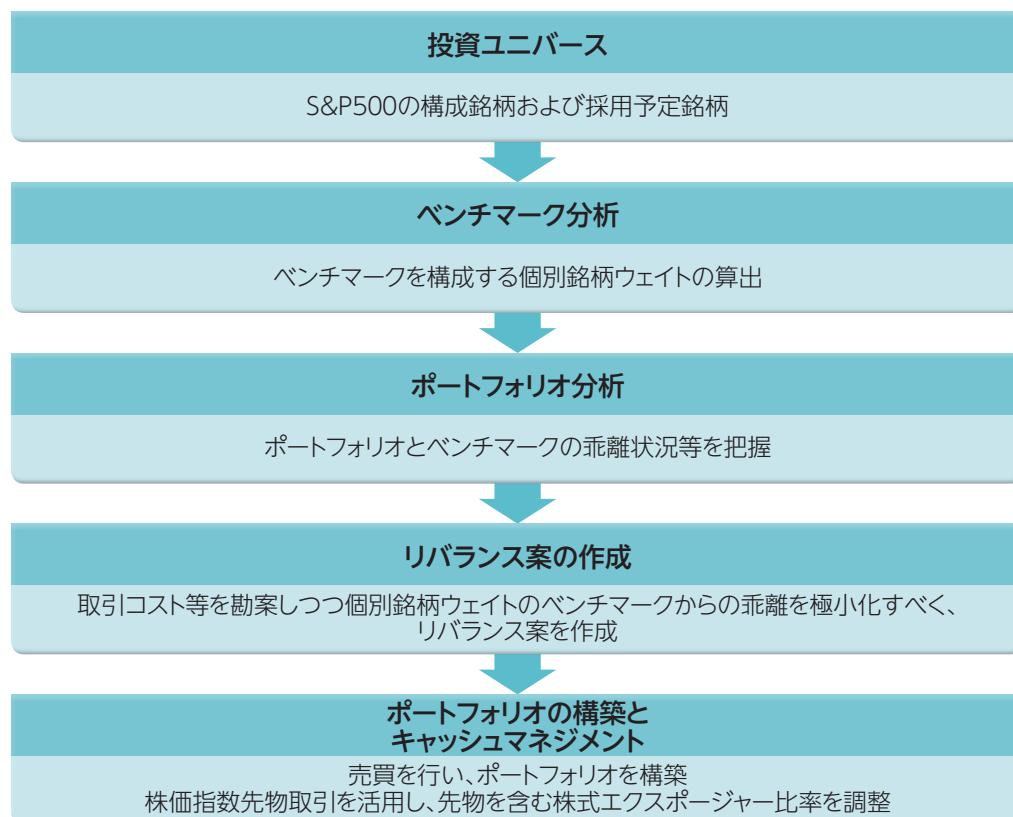 投資ユニバース
S&P500の構成銘柄および採用予定銘柄
ベンチマーク分析
ベンチマークを構成する個別銘柄ウェイトの算出
ポートフォリオ分析
ポートフォリオとベンチマークの乖離状況等を把握
リバランス案の作成
取引コスト等を勘案しつつ個別銘柄ウェイトのベンチマークからの乖離を極小化すべく、
リバランス案を作成
ポートフォリオの構築と
キャッシュマネジメント
売買を行い、ポートフォリオを構築
株価指数先物取引を活用し、先物を含む株式エクスポージャー比率を調整